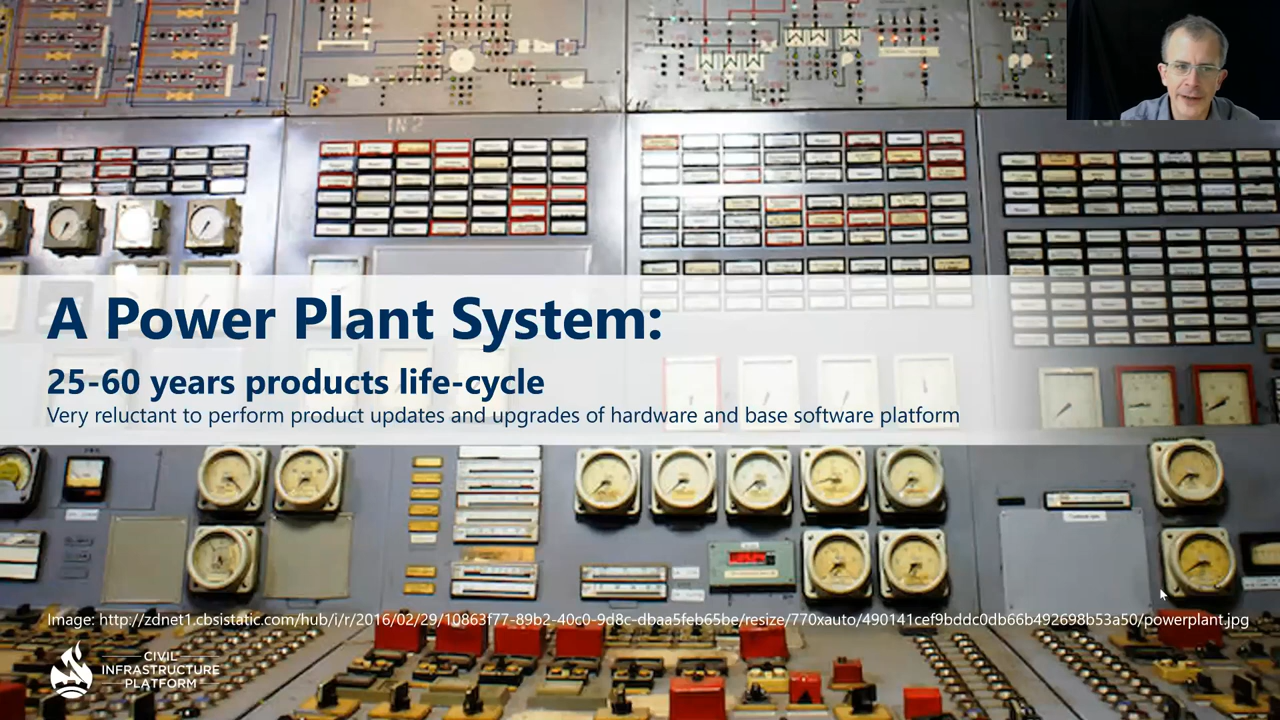 IN 2
A Power Plant System:
25-60 years products life-cycle
Very reluctant to perform product updates and upgrades of hardware and base software platform
Image: http://zdnet1.cbsistatic.com/hub/i/r/2016/02/29/10863f77-89b2-40c0-9d8c-dbaa5feb65be/resize/770xauto/490141cef9bddc0db66b492698b53a50/powerplant.jpg
CIVIL
INFRASTRUCTURE
PLATFORM